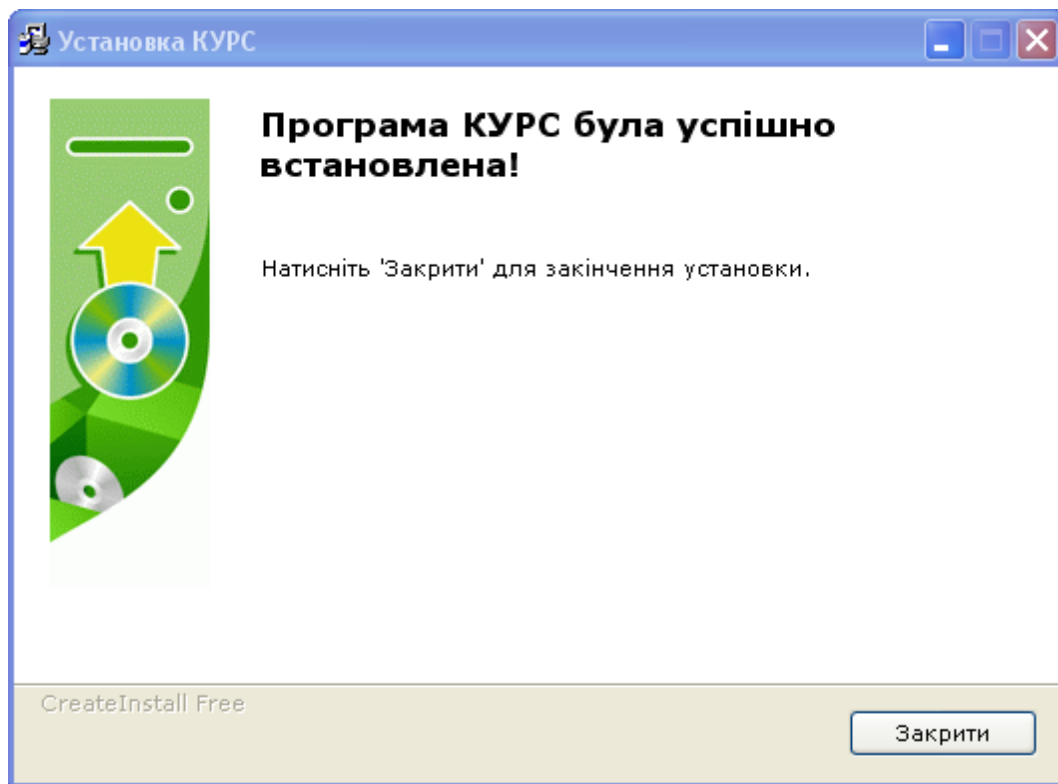 Установка КУРС
Програма КУРС була успішно
встановлена!
Натисніть 'Закрити' для закінчення установки.
CreateInstall Free
Закрити